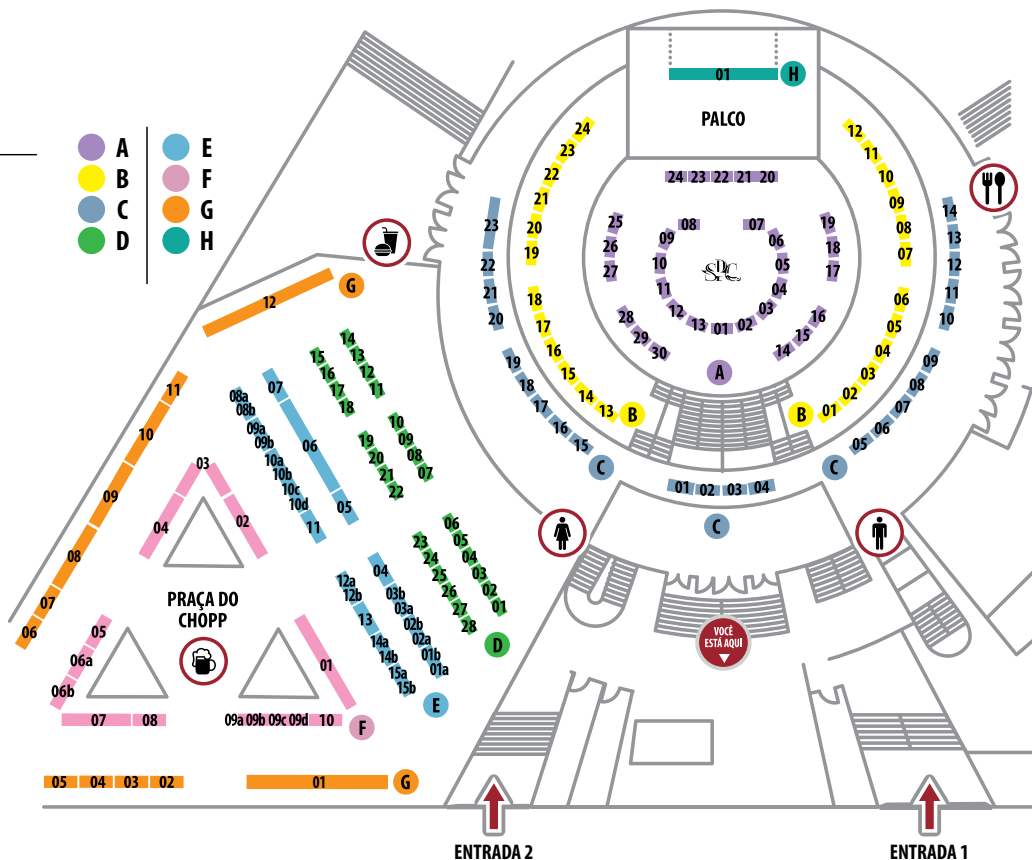 A
B
C
D
E
F
G
H
01
H
PALCO
24 23 22 21 20
08
07
09
10
11
12
13
01
02
03
04
05
06
25
26
27
28
29
30
19
18
17
16
15
14
A
24
23
22
21
20
19
18
17
16
15
14
13
B
12
11
10
09
08
07
06
05
04
03
02
01
B
23
22
21
20
19
18
17
16
15
C
14
13
12
11
10
09
08
07
06
05
C
01 02 03 04
C
12
G
11
10
09
08
07
06
14
13
12
11
15
16
17
18
10
09
08
07
19
20
21
22
06
05
04
03
02
01
23
24
25
26
27
28
D
07
06
05
08a
08b
09a
09b
10a
10b
10c
10d
11
04
03b
03a
02b
02a
01b
01a
12a
12b
13
14a
14b
15a
15b
E
03
04
02
PRAÇA DO
CHOPP
05
06a
06b
07
08
01
09a 09b 09c 09d 10
F
05 04 03 02
01
G
VOCÊ
ESTÁ AQUI
ENTRADA 2
ENTRADA 1